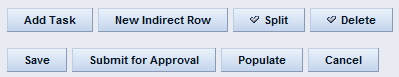 Add Task New Indirect Row Split Delete
Save Submit for Approval Populate Cancel